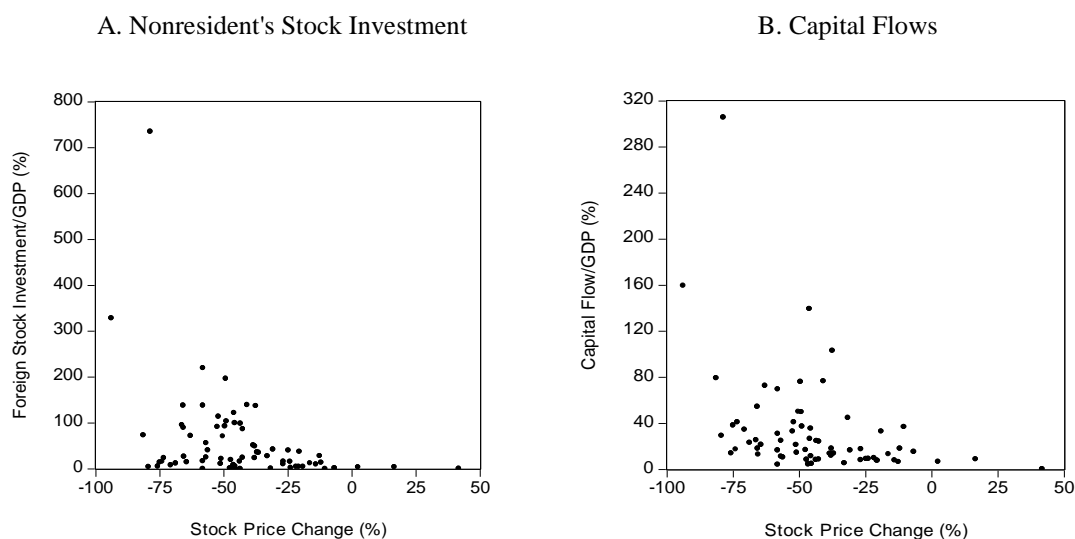 A. Nonresident's Stock Investment
800
700
600
500
400
300
200
100
0
Foreign Stock Investment/GDP (%)
-100 -75 -50 -25 0 25 50
Stock Price Change (%)
B. Capital Flows
320
280
240
200
160
120
80
40
0
Capital Flow/GDP (%)
-100 -75 -50 -25 0 25 50
Stock Price Change (%)